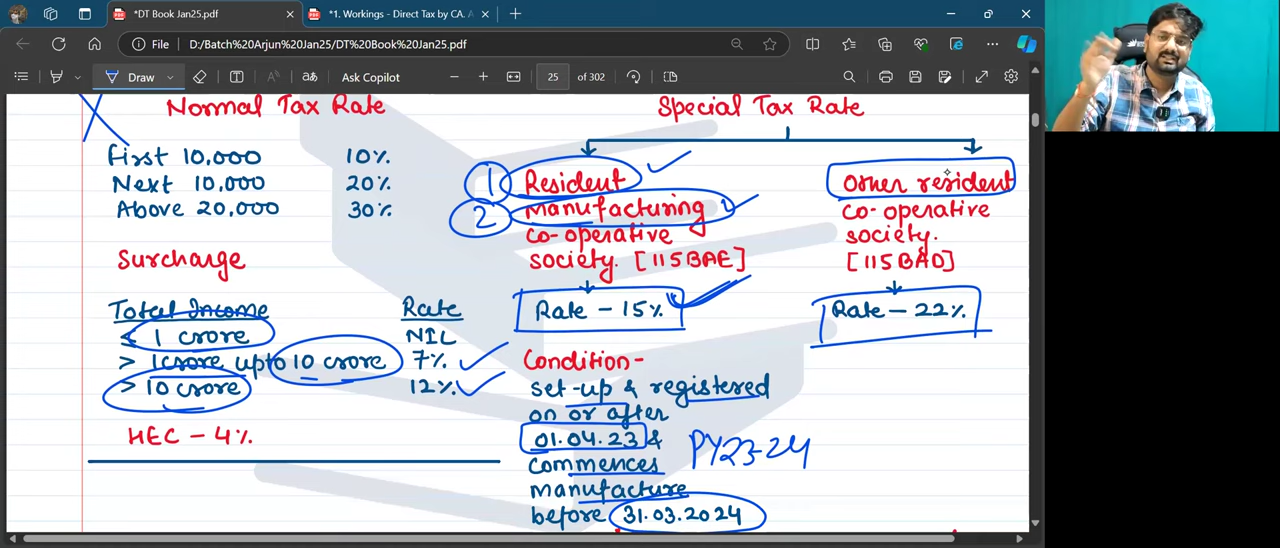 *DT Book Jan25.pdf
*1. Workings - Direct Tax by CA. A
File
D:/Batch%20Arjun%20Jan25/DT%20Book%20Jan25.pdf
Draw
Ask Copilot
25
of 302
Normal Tax Rate
First 10,000 10%
Next 10,000 20%
Above 20,000 30%
Surcharge
Total Income Rate
< 1 crore NIL
> 1 crore upto 10 crore 7%
> 10 crore 12%
HEC - 4%
Special Tax Rate
1 Resident
2 Manufacturing
co-operative
society. [115BAE]
Rate - 15%
Condition-
set-up & registered
on or after
01.04.23 &
commences
manufacture
before 31.03.2024
PY23-24
Other resident
co-operative
society.
[115BAD]
Rate - 22%